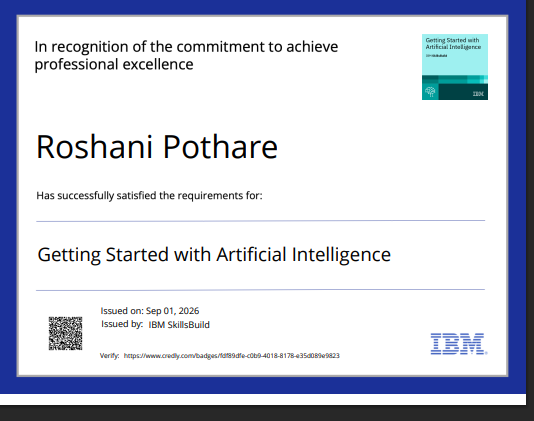 In recognition of the commitment to achieve
professional excellence
Getting Started with
Artificial Intelligence
IBM
Roshani Pothare
Has successfully satisfied the requirements for:
Getting Started with Artificial Intelligence
Issued on: Sep 01, 2026
Issued by: IBM SkillsBuild
Verify: https://www.credly.com/badges/fdf89dfe-c0b9-4018-8178-e35d089e9823
IBM